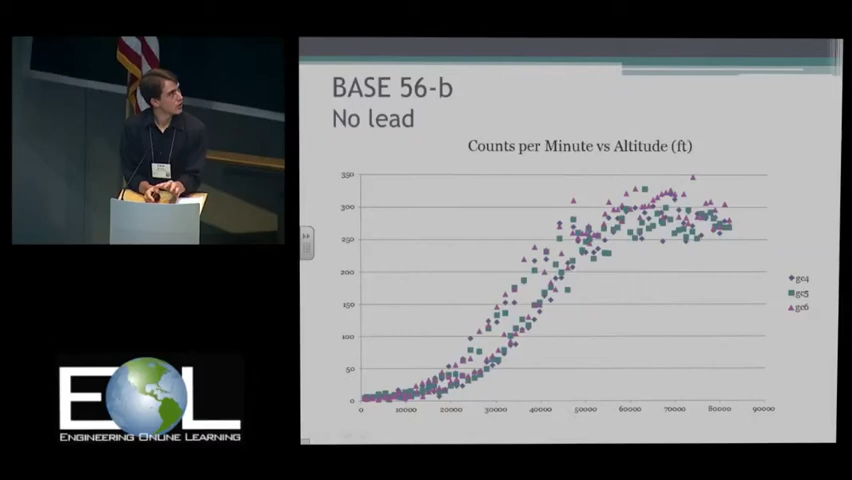 BASE 56-b
No lead
Counts per Minute vs Altitude (ft)
350
300
250
200
150
100
50
0
0 10000 20000 30000 40000 50000 60000 70000 80000 90000
gc4
gc5
gc6
EOL
ENGINEERING ONLINE LEARNING